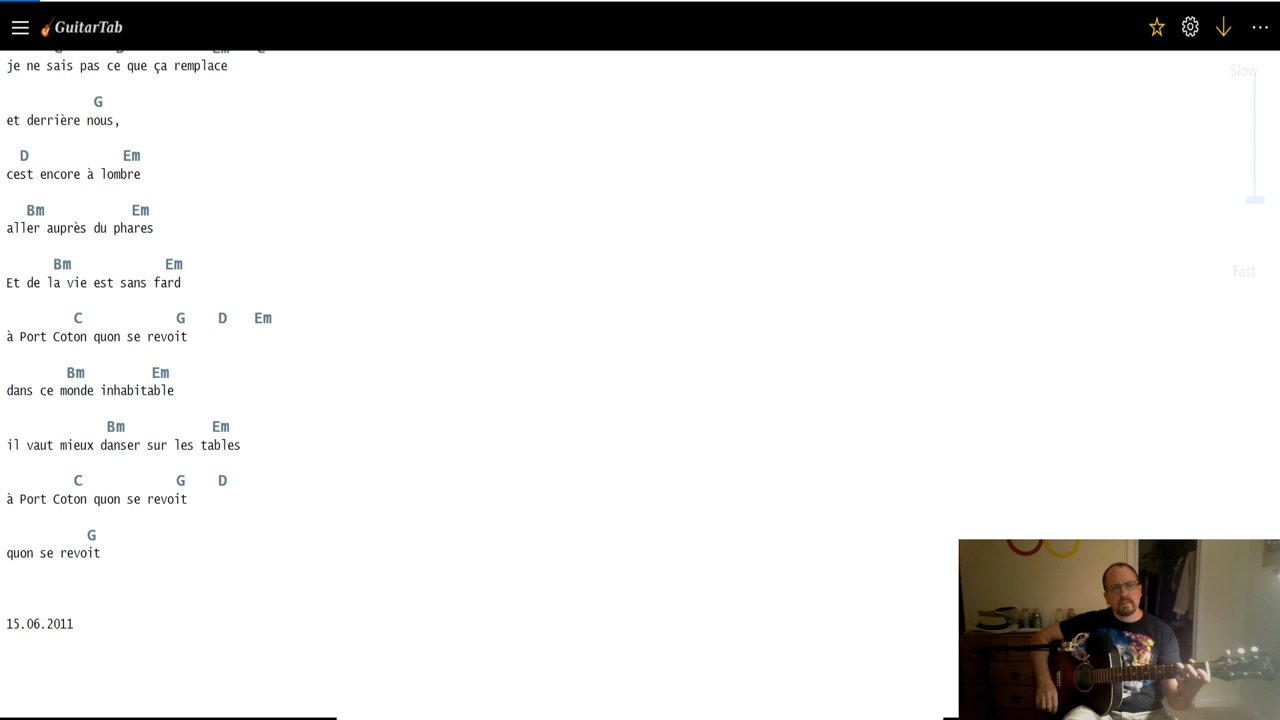 GuitarTab
je ne sais pas ce que ça remplace
G
et derrière nous,
D Em
cest encore à lombre
Bm Em
aller auprès du phares
Bm Em
Et de la vie est sans fard
C G D Em
à Port Coton quon se revoit
Bm Em
dans ce monde inhabitable
Bm Em
il vaut mieux danser sur les tables
C G D
à Port Coton quon se revoit
G
quon se revoit
15.06.2011
Slow
Fast